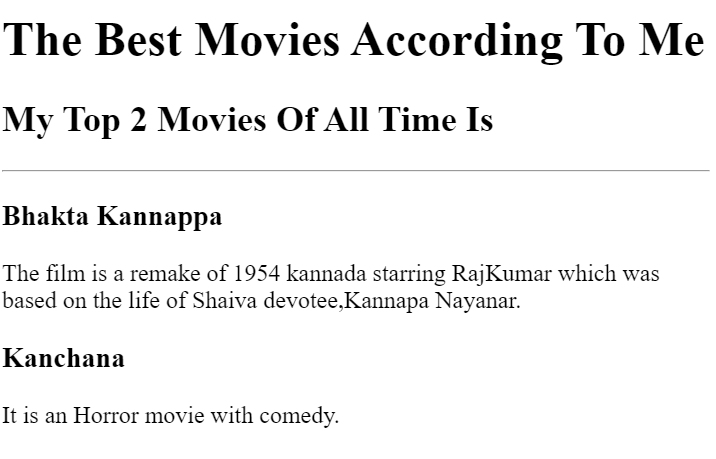 The Best Movies According To Me
My Top 2 Movies Of All Time Is
Bhakta Kannappa
The film is a remake of 1954 kannada starring RajKumar which was
based on the life of Shaiva devotee,Kannapa Nayanar.
Kanchana
It is an Horror movie with comedy.